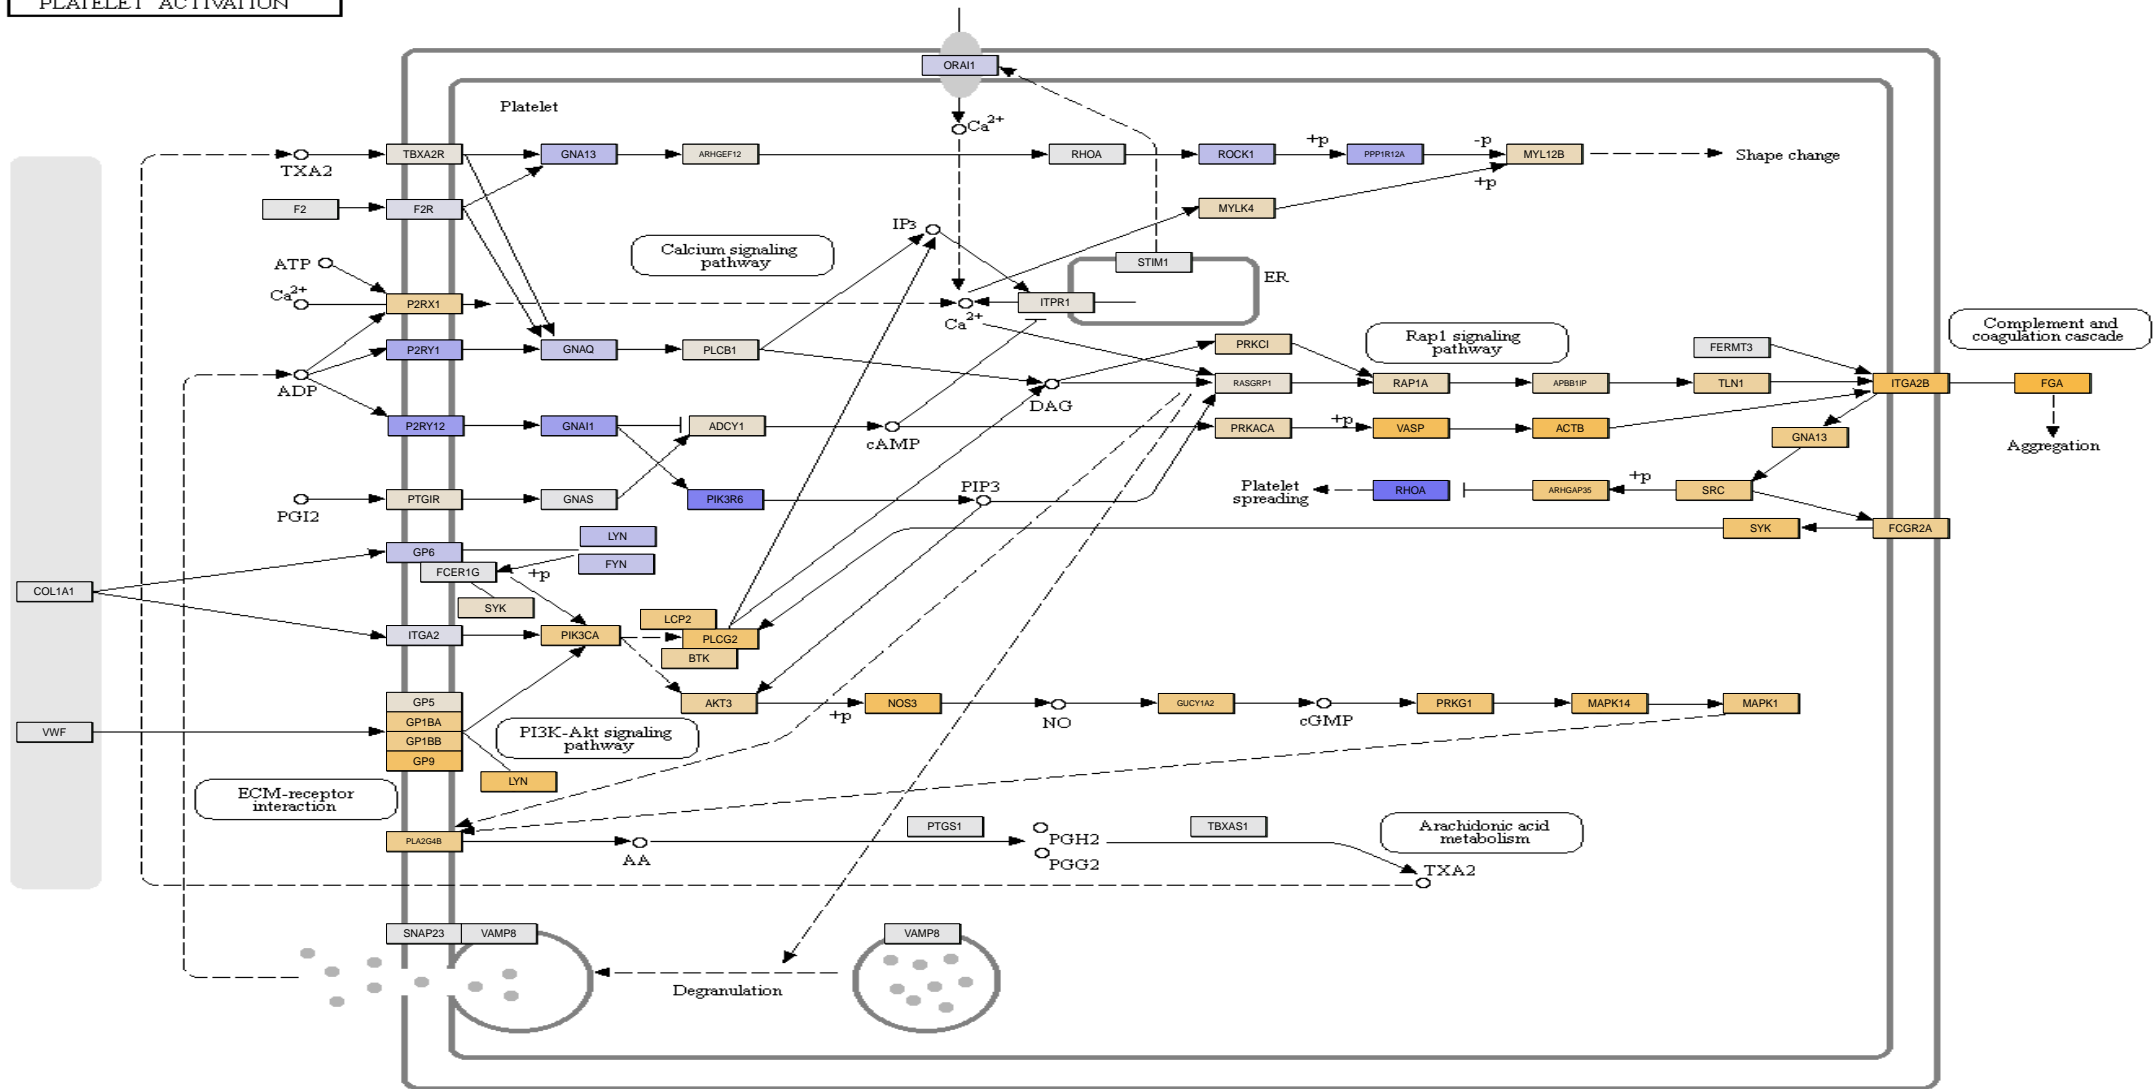 PLATELET ACTIVATION
ORAI1
Platelet
Ca2+
TXA2
TBXA2R
GNA13
ARHGEF12
RHOA
ROCK1
+p
PPP1R12A
-p
MYL12B
Shape change
+p
F2
F2R
MYLK4
IP3
Calcium signaling
pathway
ATP
Ca2+
P2RX1
STIM1
ER
ITPR1
Ca2+
Complement and
coagulation cascade
P2RY1
GNAQ
PLCB1
PRKCI
Rap1 signaling
pathway
FERMT3
ADP
DAG
RASGRP1
RAP1A
APBB1IP
TLN1
ITGA2B
FGA
P2RY12
GNAI1
ADCY1
cAMP
PRKACA
+p
VASP
ACTB
GNA13
Aggregation
PGI2
PTGIR
GNAS
PIK3R6
PIP3
Platelet
spreading
RHOA
ARHGAP35
+p
SRC
GP6
LYN
FYN
FCER1G
+p
SYK
SYK
FCGR2A
COL1A1
ITGA2
PIK3CA
LCP2
PLCG2
BTK
VWF
GP5
GP1BA
GP1BB
GP9
PI3K-Akt signaling
pathway
LYN
AKT3
+p
NOS3
NO
GUCY1A2
cGMP
PRKG1
MAPK14
MAPK1
ECM-receptor
interaction
PLA2G4B
AA
PTGS1
PGH2
PGG2
TBXAS1
Arachidonic acid
metabolism
TXA2
SNAP23
VAMP8
VAMP8
Degranulation